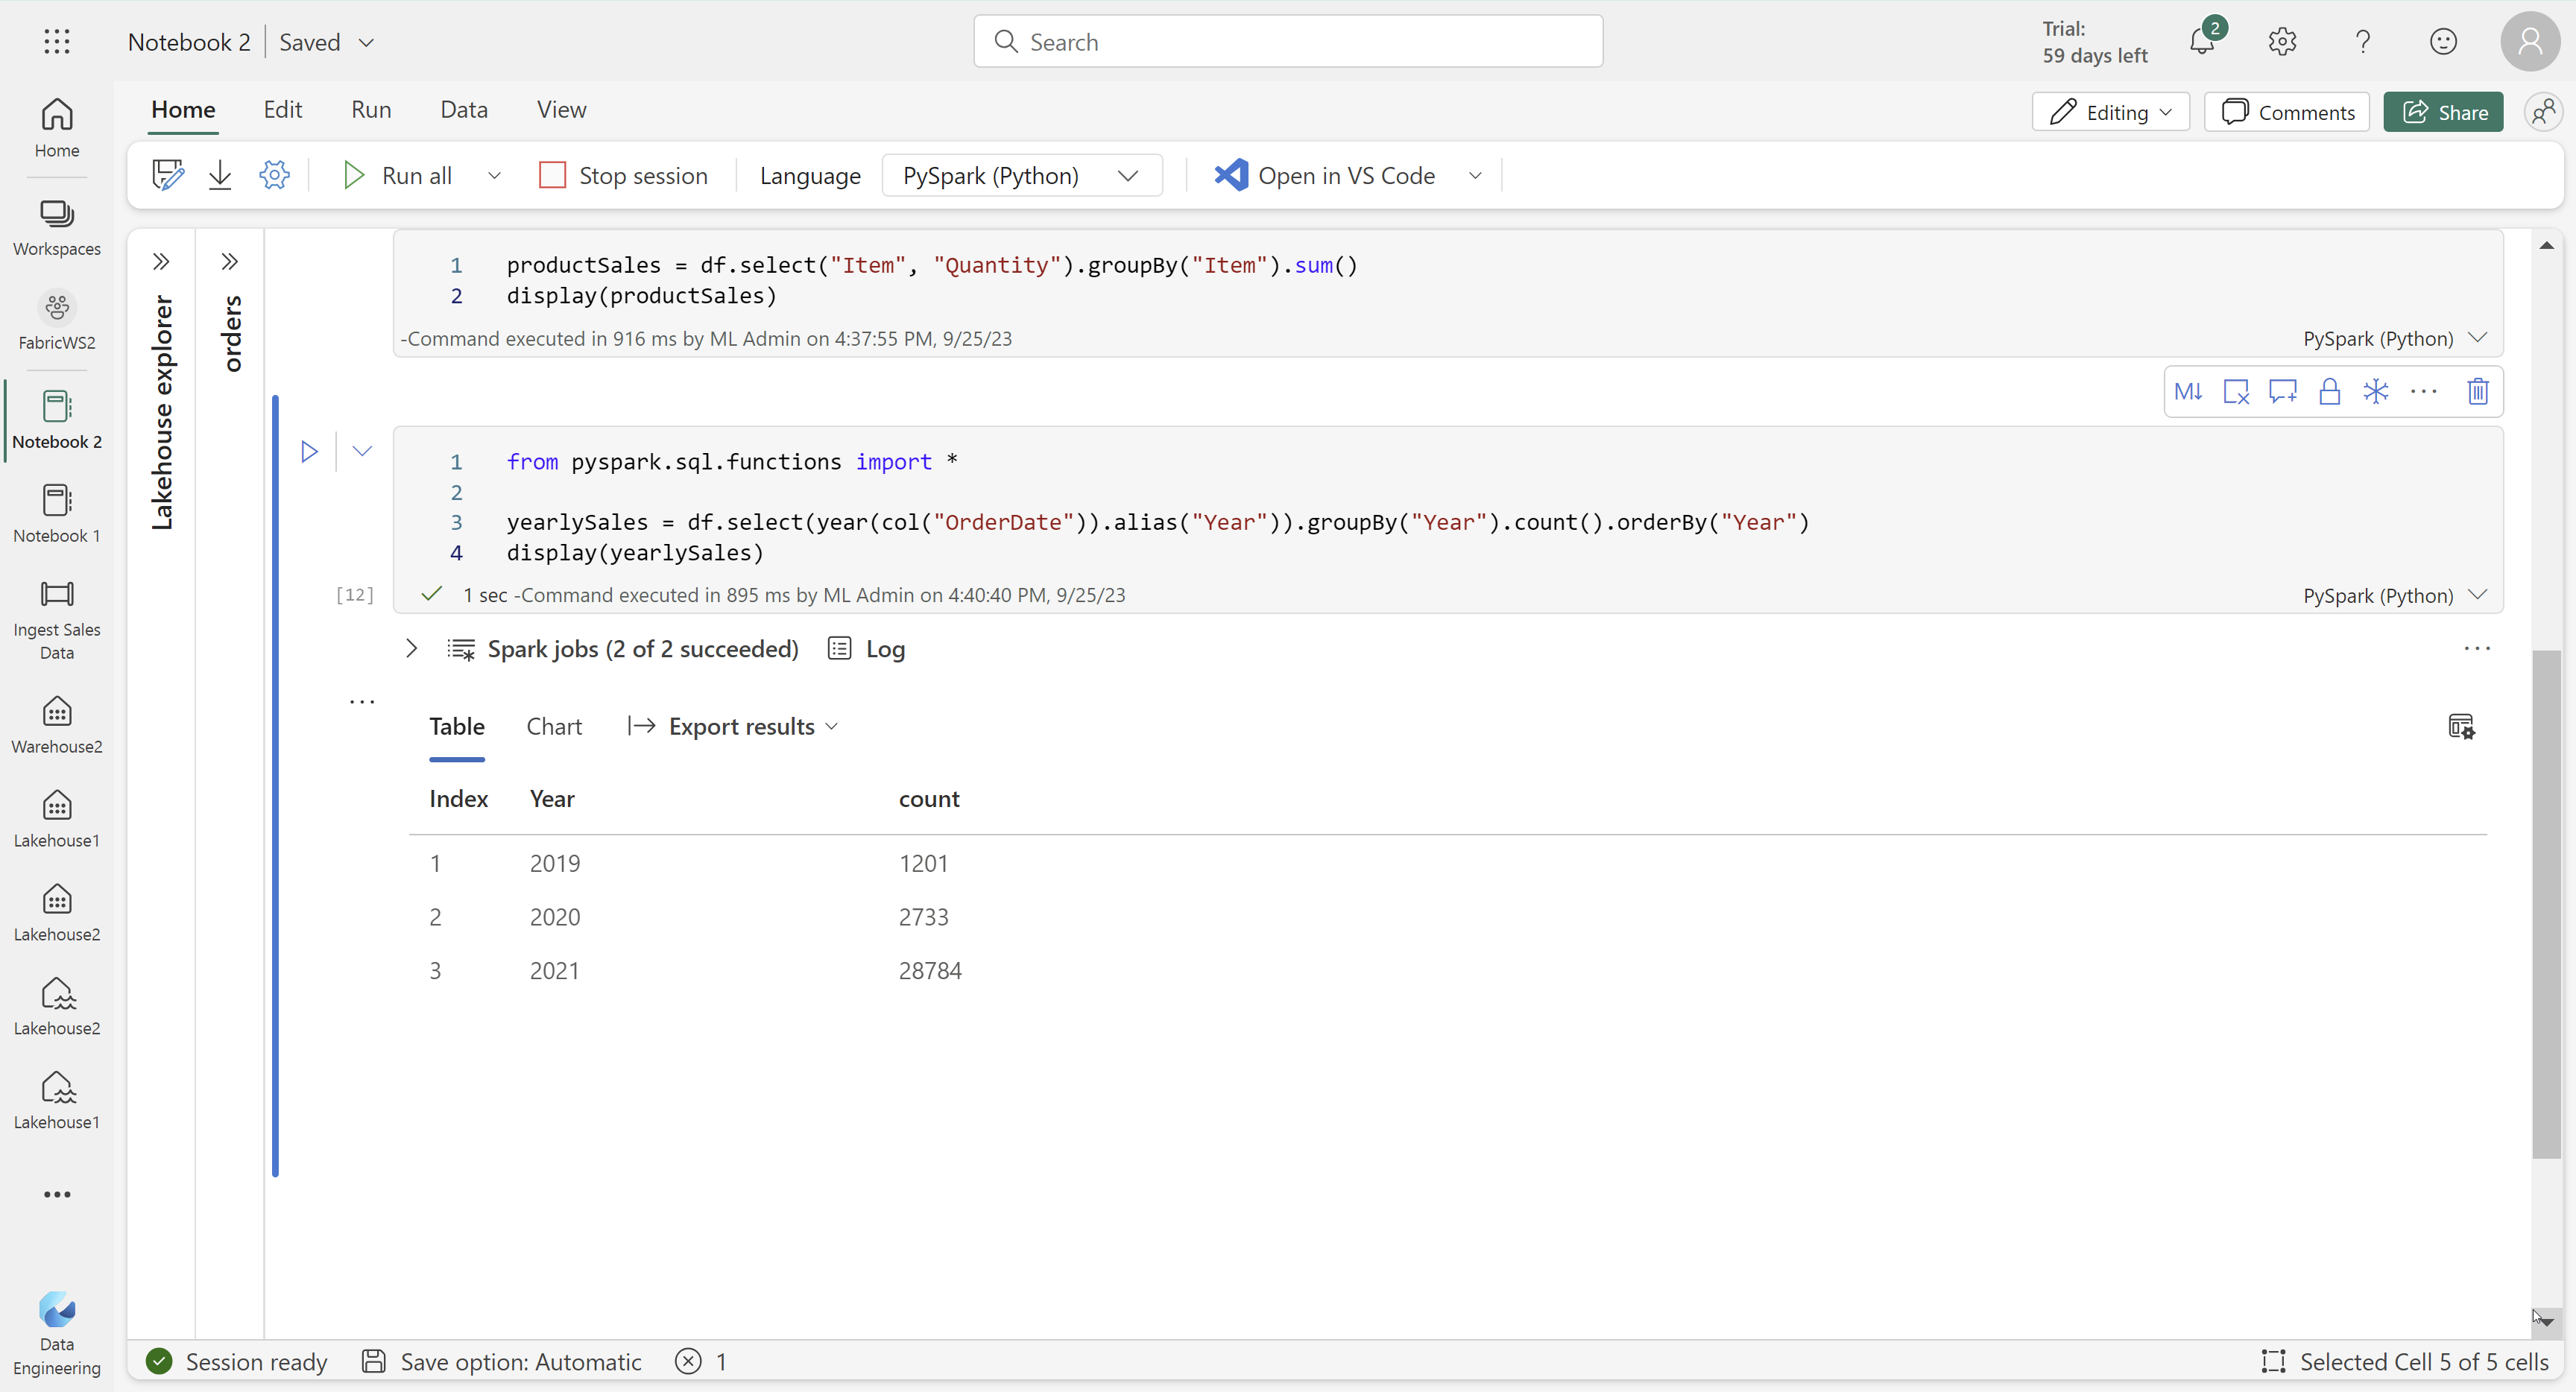 Notebook 2 | Saved
Search
Trial:
59 days left
2
Home
Edit
Run
Data
View
Editing
Comments
Share
Run all
Stop session
Language
PySpark (Python)
Open in VS Code
Home
Workspaces
FabricWS2
Notebook 2
Notebook 1
Ingest Sales
Data
Warehouse2
Lakehouse1
Lakehouse2
Lakehouse2
Lakehouse1
Data
Engineering
Lakehouse explorer
orders
1 productSales = df.select("Item", "Quantity").groupBy("Item").sum()
2 display(productSales)
-Command executed in 916 ms by ML Admin on 4:37:55 PM, 9/25/23
PySpark (Python)
M↓
1 from pyspark.sql.functions import *
2
3 yearlySales = df.select(year(col("OrderDate")).alias("Year")).groupBy("Year").count().orderBy("Year")
4 display(yearlySales)
[12]
1 sec -Command executed in 895 ms by ML Admin on 4:40:40 PM, 9/25/23
PySpark (Python)
Spark jobs (2 of 2 succeeded)
Log
Table
Chart
Export results
Index Year count
1 2019 1201
2 2020 2733
3 2021 28784
Session ready
Save option: Automatic
1
Selected Cell 5 of 5 cells